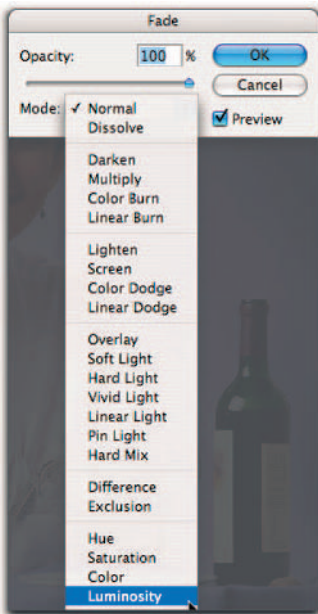 Fade
Opacity: 100 % OK
Cancel
Mode: ✓ Normal
Preview
Dissolve
Darken
Multiply
Color Burn
Linear Burn
Lighten
Screen
Color Dodge
Linear Dodge
Overlay
Soft Light
Hard Light
Vivid Light
Linear Light
Pin Light
Hard Mix
Difference
Exclusion
Hue
Saturation
Color
Luminosity